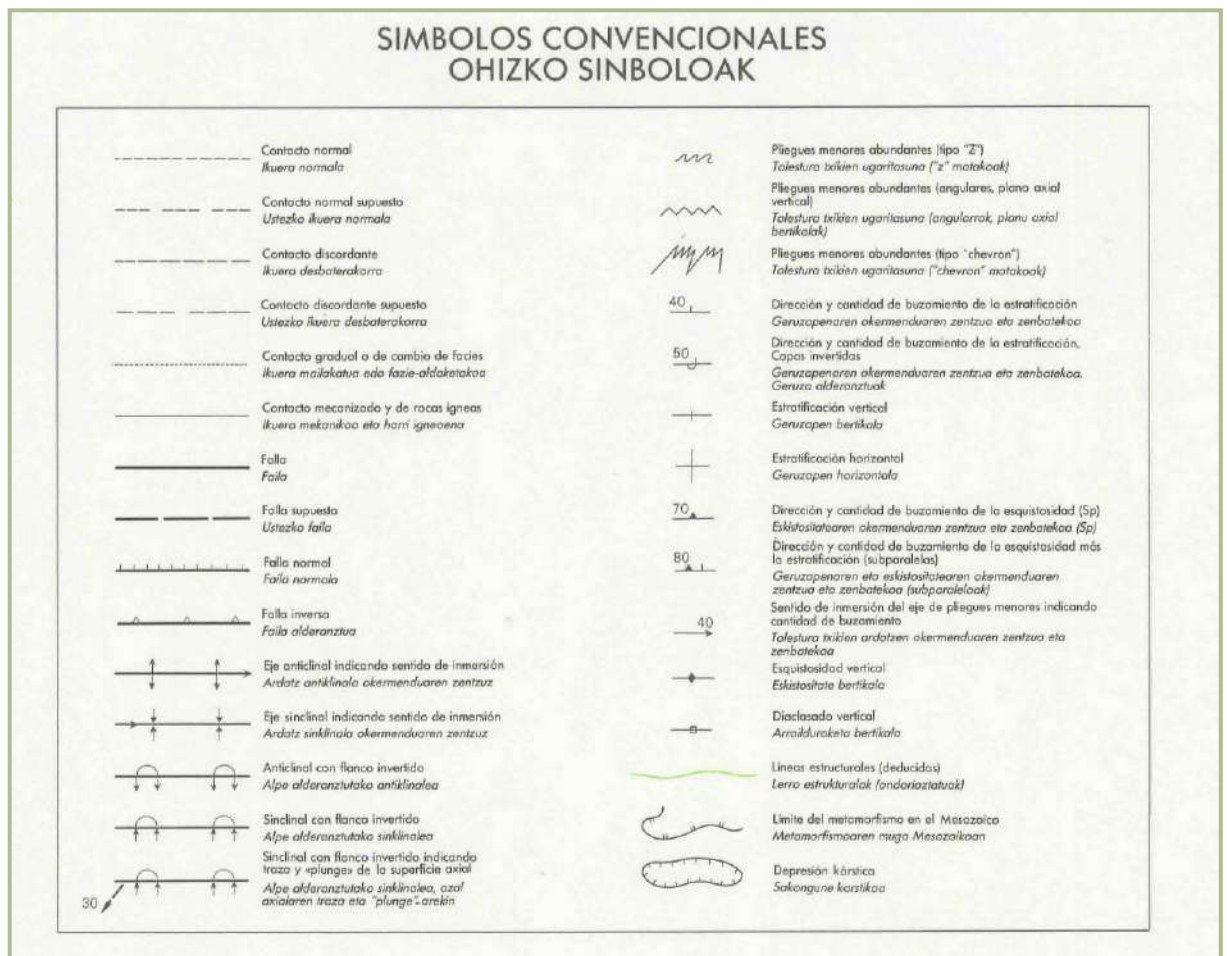 SIMBOLOS CONVENCIONALES
OHIZKO SINBOLOAK
Contacto normal
Ikuera normala
Contacto normal supuesto
Ustezko ikuera normala
Contacto discordante
Ikuera desbaterakorra
Contacto discordante supuesto
Ustezko ikuera desbaterakorra
Contacto gradual o de cambio de facies
Ikuera mailakatua edo fazie-aldaketakoa
Contacto mecanizado y de rocas igneas
Ikuera mekanikoa eta harri igneoena
Falla
Faila
Falla supuesta
Ustezko faila
Falla normal
Faila normala
Falla inversa
Faila alderanztua
Eje anticlinal indicando sentido de inmersión
Ardatz antiklinala okermenduaren zentzuz
Eje sinclinal indicando sentido de inmersión
Ardatz sinklinala okermenduaren zentzuz
Anticlinal con flanco invertido
Alpe alderanztutako antiklinalea
Sinclinal con flanco invertido
Alpe alderanztutako sinklinalea
Sinclinal con flanco invertido indicando
traza y «plunge» de la superficie axial
Alpe alderanztutako sinklinalea, azal
axialaren traza eta "plunge"-arekin
30
Pliegues menores abundantes (tipo "Z")
Tolestura txikien ugaritasuna ("z" motakoak)
Pliegues menores abundantes (angulares, plano axial
vertical)
Tolestura txikien ugaritasuna (angularrak, planu axial
bertikalak)
Pliegues menores abundantes (tipo "chevron")
Tolestura txikien ugaritasuna ("chevron" motakoak)
40
Dirección y cantidad de buzamiento de la estratificación
Geruzapenaren okermenduaren zentzua eta zenbatekoa
50
Dirección y cantidad de buzamiento de la estratificación.
Capas invertidas
Geruzapenaren okermenduaren zentzua eta zenbatekoa.
Geruza alderanztuak
Estratificación vertical
Geruzapen bertikala
Estratificación horizontal
Geruzapen horizontala
70
Dirección y cantidad de buzamiento de la esquistosidad (Sp)
Eskistositatearen okermenduaren zentzua eta zenbatekoa (Sp)
80
Dirección y cantidad de buzamiento de la esquistosidad más
la estratificación (subparalelas)
Geruzapenaren eta eskistositatearen okermenduaren
zentzua eta zenbatekoa (subparaleloak)
40
Sentido de inmersión del eje de pliegues menores indicando
cantidad de buzamiento
Tolestura txikien ardatzen okermenduaren zentzua eta
zenbatekoa
Esquistosidad vertical
Eskistositate bertikala
Diaclasado vertical
Arrailduraketa bertikala
Lineas estructurales (deducidas)
Lerro estrukturalak (ondorioztatuak)
Limite del metamorfismo en el Mesozoico
Metamorfismoaren muga Mesozoikoan
Depresión kárstica
Sakongune karstikoa